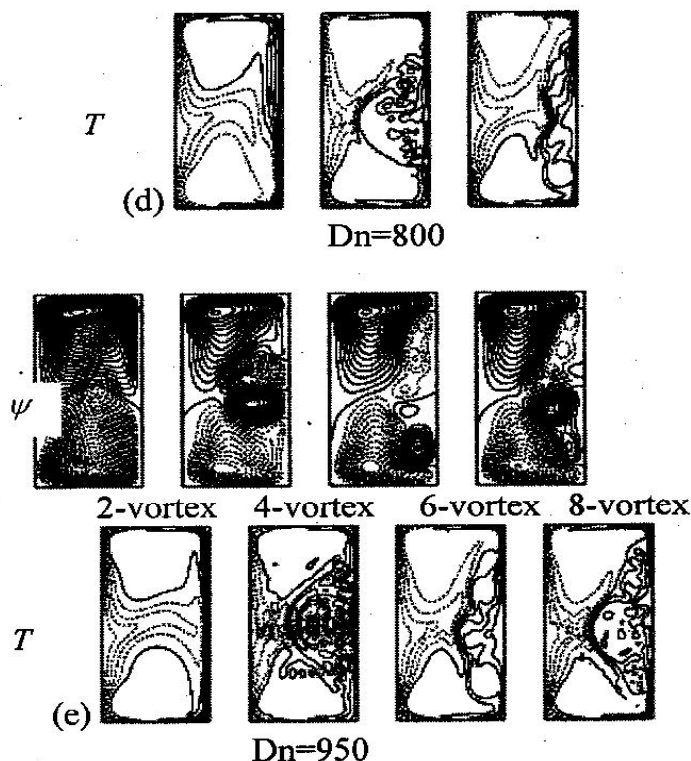 T
(d)
Dn=800
ψ
2-vortex 4-vortex 6-vortex 8-vortex
T
(e)
Dn=950